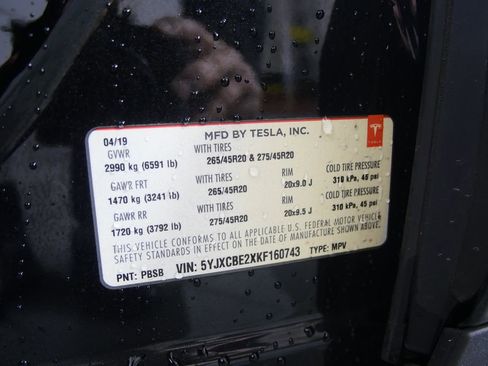 04/19 MFD BY TESLA, INC.
GVWR WITH TIRES
2990 kg (6591 lb) 265/45R20 & 275/45R20
GAWR FRT WITH TIRES RIM COLD TIRE PRESSURE
1470 kg (3241 lb) 265/45R20 20x9.0 J 310 kPa, 45 psi
GAWR RR WITH TIRES RIM COLD TIRE PRESSURE
1720 kg (3792 lb) 275/45R20 20x9.5 J 310 kPa, 45 psi
THIS VEHICLE CONFORMS TO ALL APPLICABLE U.S. FEDERAL MOTOR VEHICLE
SAFETY STANDARDS IN EFFECT ON THE DATE OF MANUFACTURE SHOWN ABOVE.
PNT: PBSB VIN: 5YJXCBE2XKF160743 TYPE: MPV
TESLA